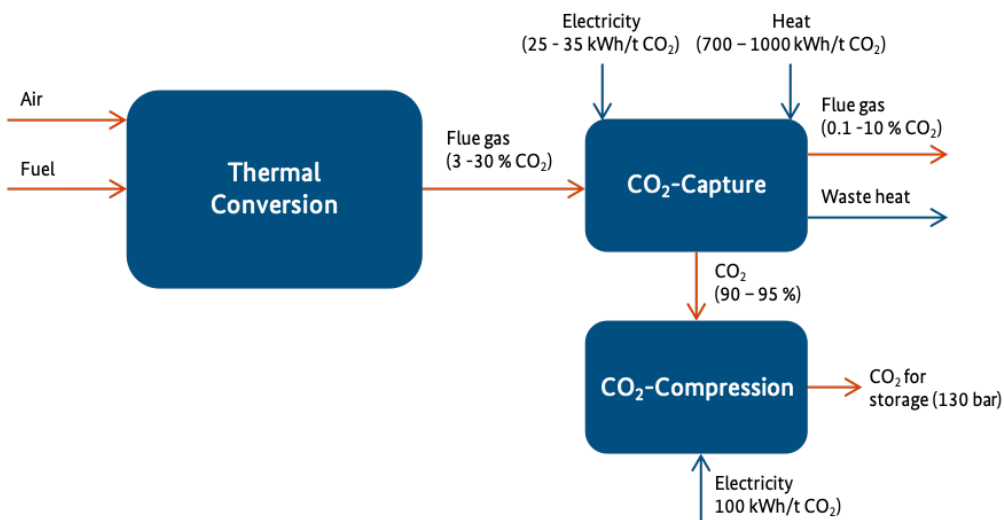 Electricity
(25 - 35 kWh/t CO₂)
Heat
(700 – 1000 kWh/t CO₂)
Air
Fuel
Thermal
Conversion
Flue gas
(3 -30 % CO₂)
CO₂-Capture
Flue gas
(0.1 -10 % CO₂)
Waste heat
CO₂
(90 – 95 %)
CO₂-Compression
CO₂ for
storage (130 bar)
Electricity
100 kWh/t CO₂)